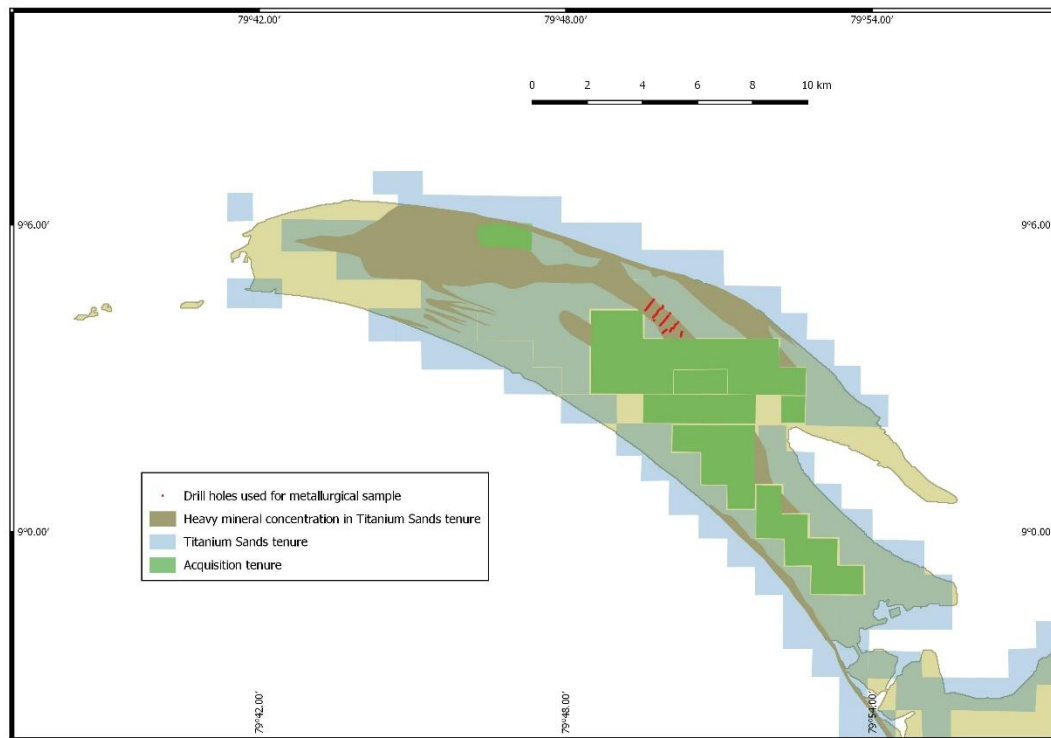 79°42.00'
79°48.00'
79°54.00'
0 2 4 6 8 10 km
9°6.00'
9°6.00'
Drill holes used for metallurgical sample
Heavy mineral concentration in Titanium Sands tenure
Titanium Sands tenure
Acquisition tenure
9°0.00'
9°0.00'
79°42.00'
79°48.00'
79°54.00'